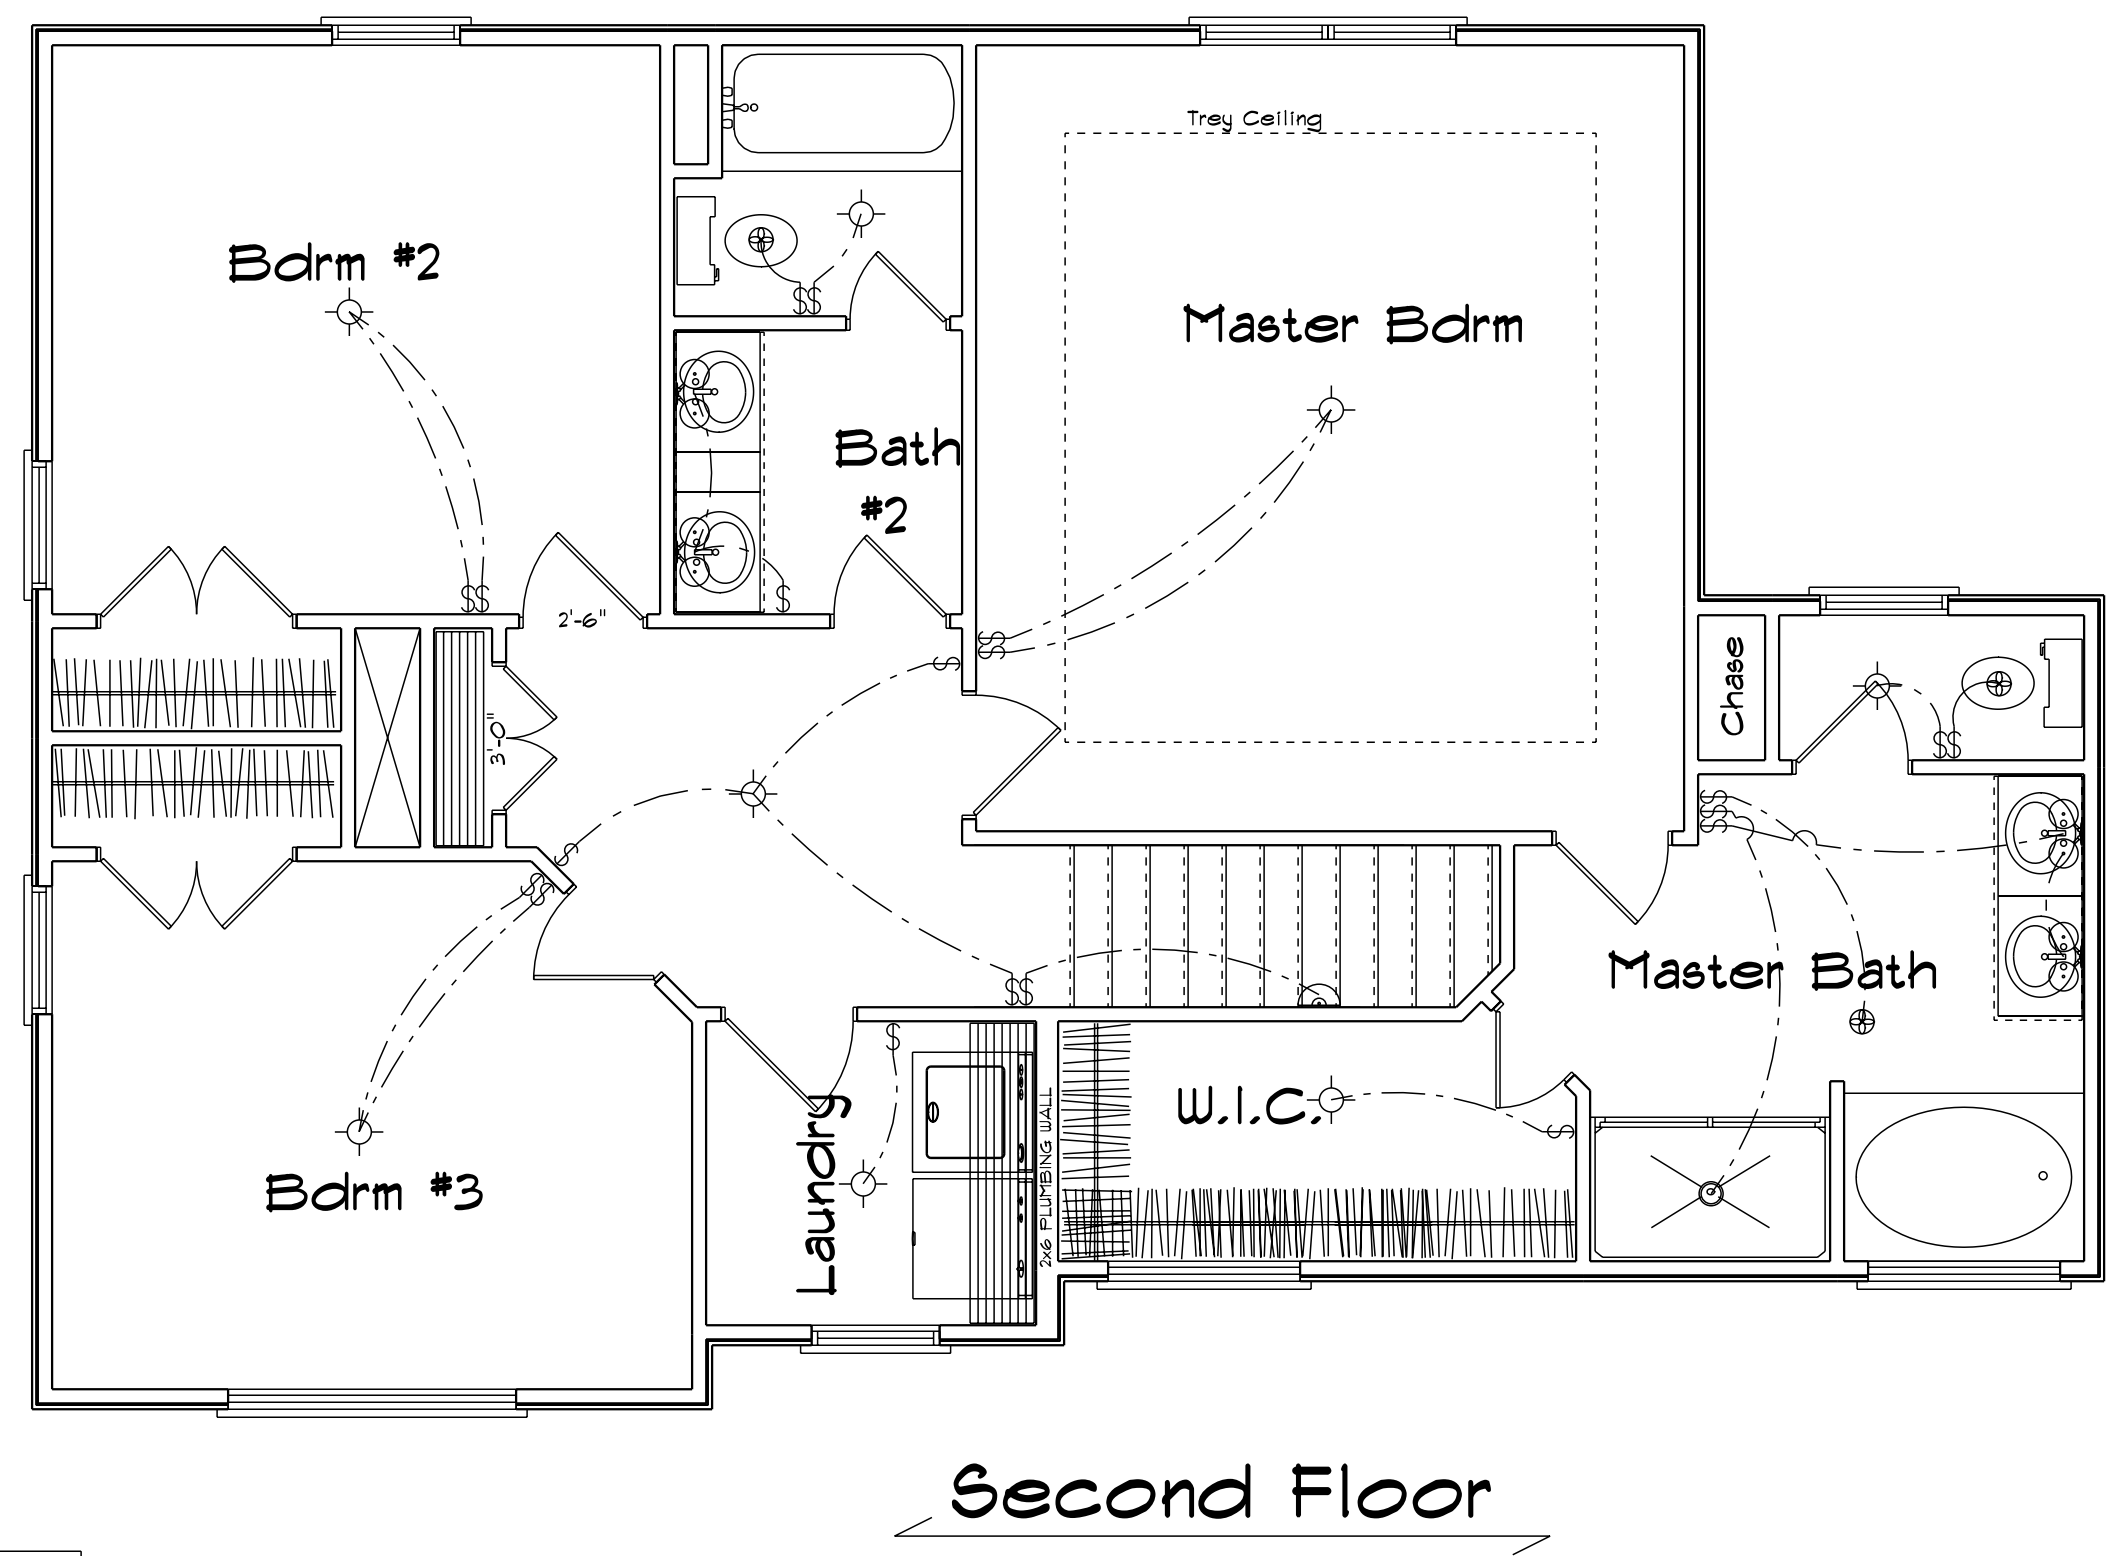 Trey Ceiling
Bdrm #2
Master Bdrm
Bath
#2
2'-6"
Chase
3'-0"
Master Bath
W.I.C.
Laundry
2x6 PLUMBING WALL
Bdrm #3
Second Floor